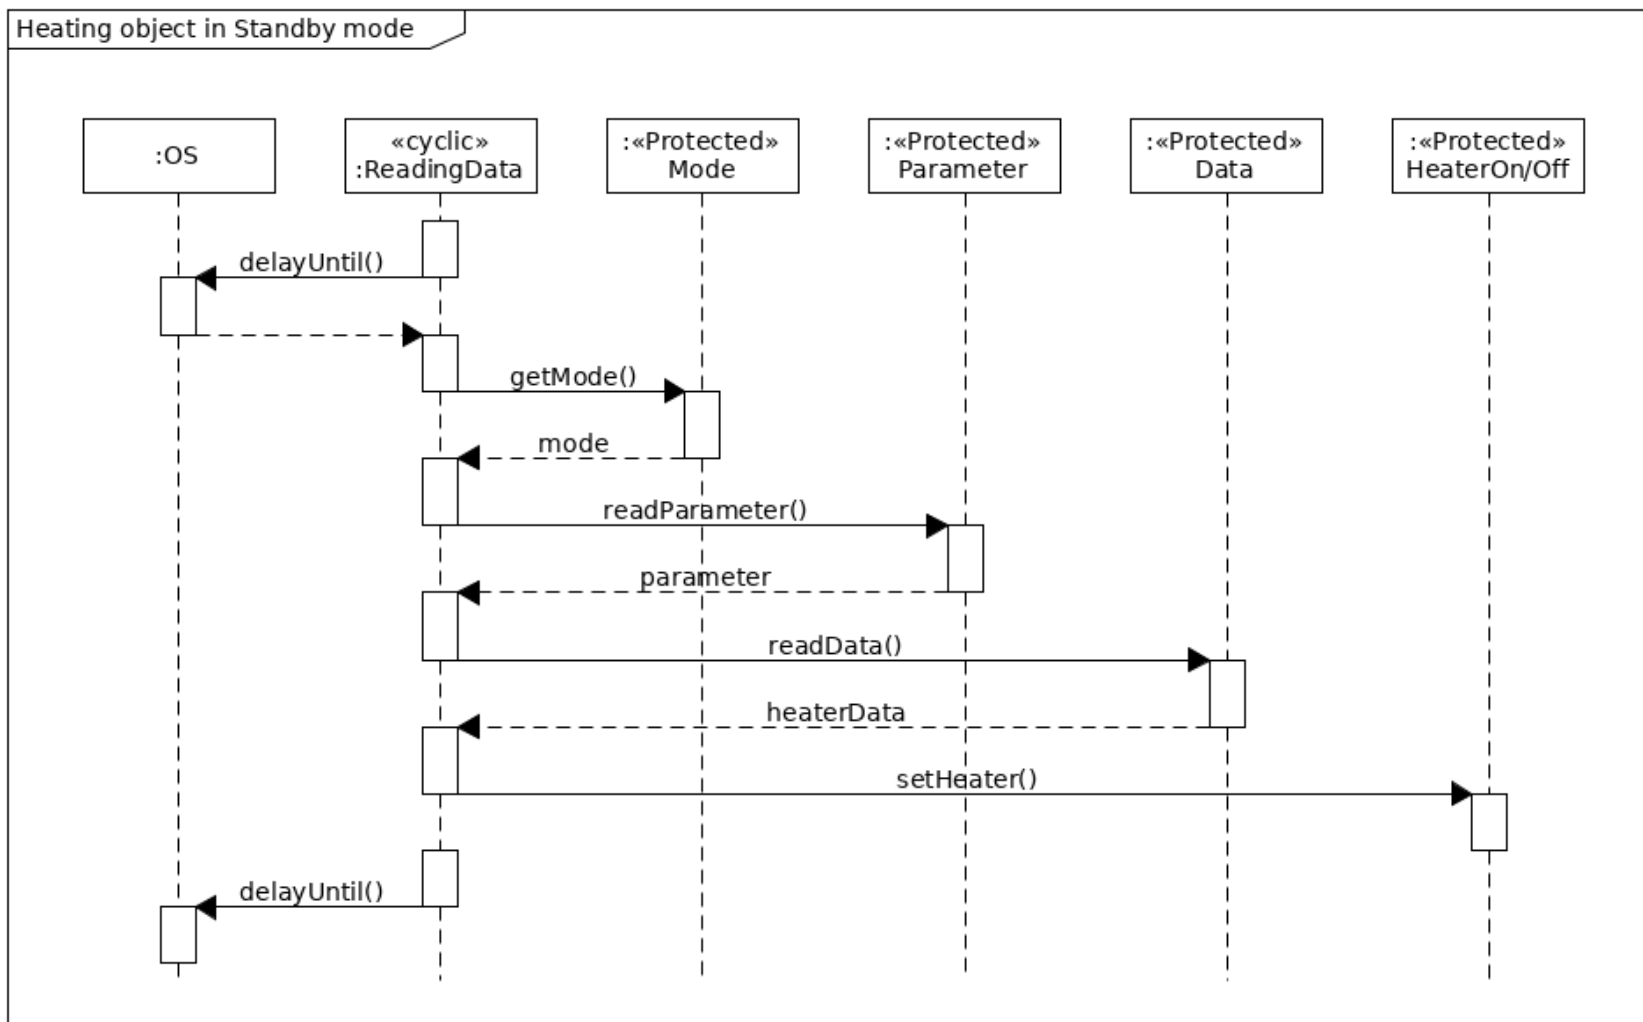 Heating object in Standby mode
:OS
«cyclic»
:ReadingData
:«Protected»
Mode
:«Protected»
Parameter
:«Protected»
Data
:«Protected»
HeaterOn/Off
delayUntil()
getMode()
mode
readParameter()
parameter
readData()
heaterData
setHeater()
delayUntil()